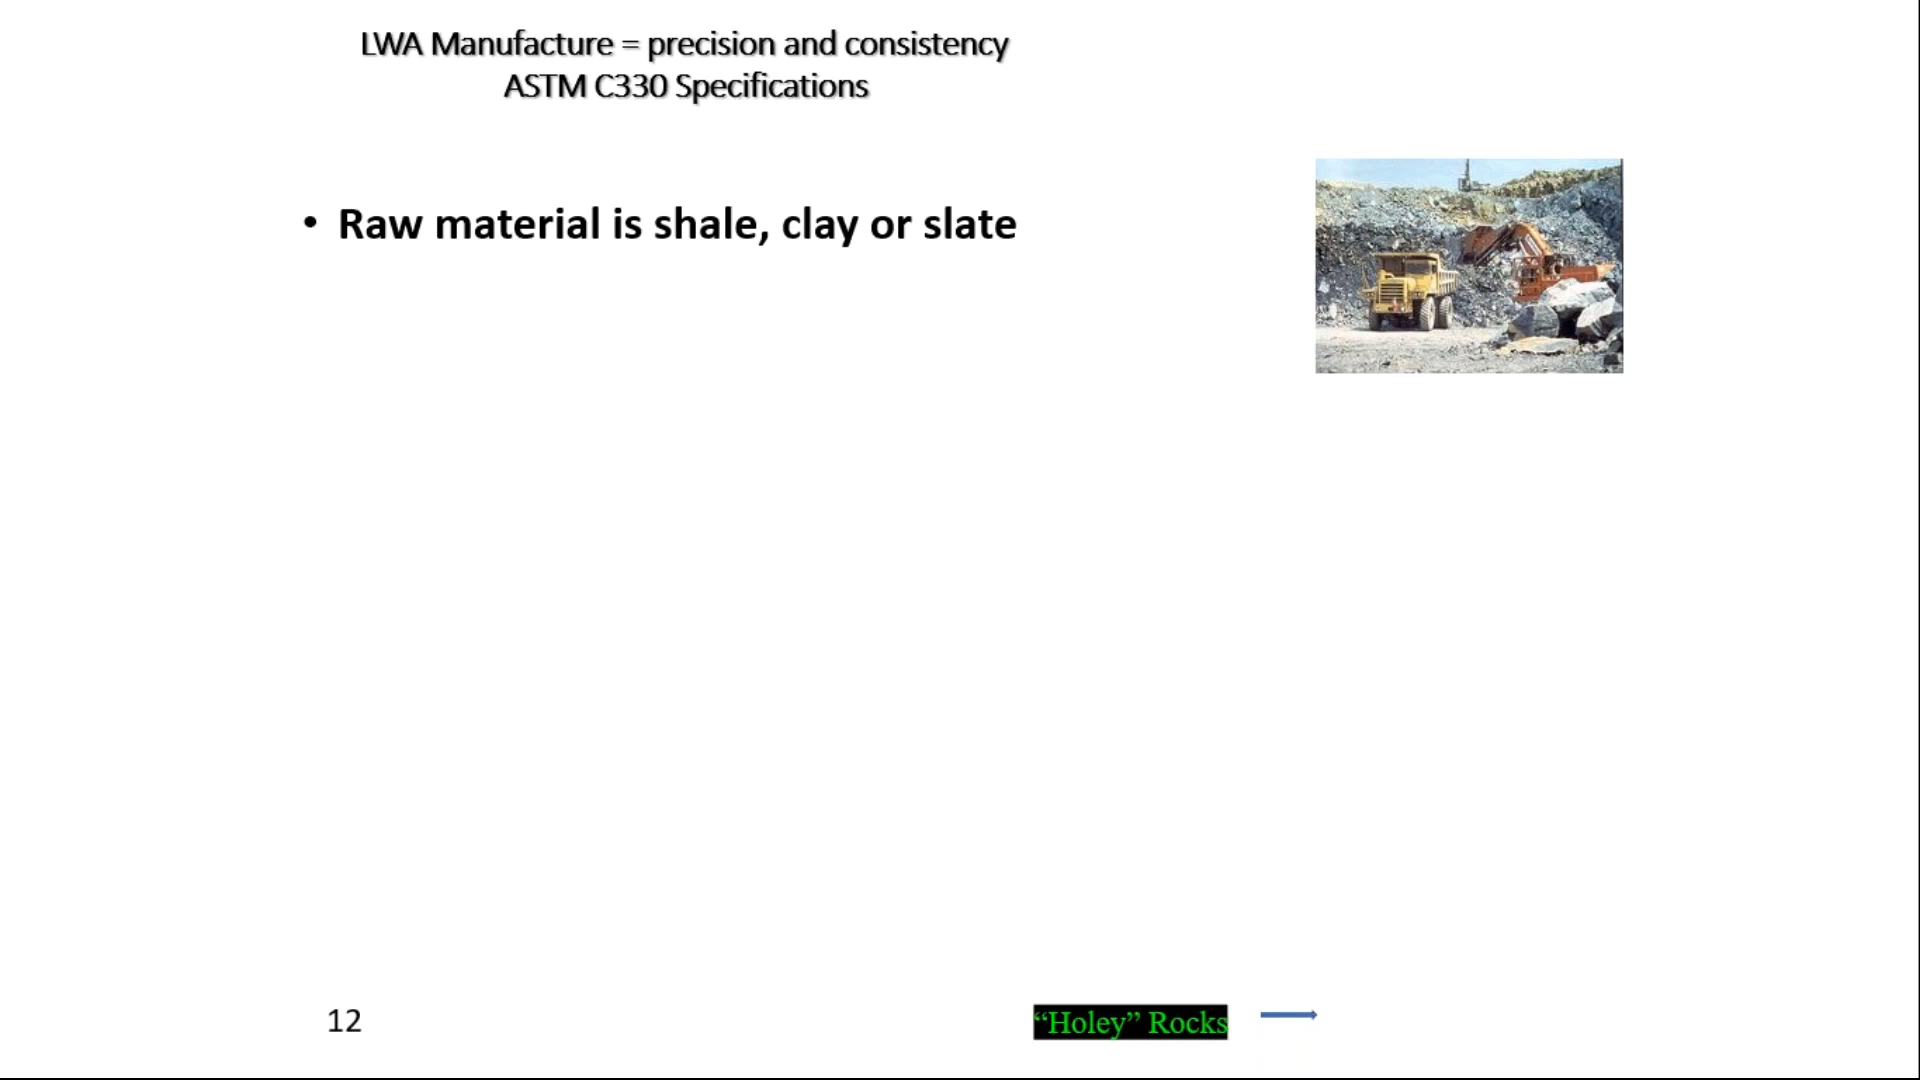 LWA Manufacture = precision and consistency
ASTM C330 Specifications
• Raw material is shale, clay or slate
12
“Holey” Rocks